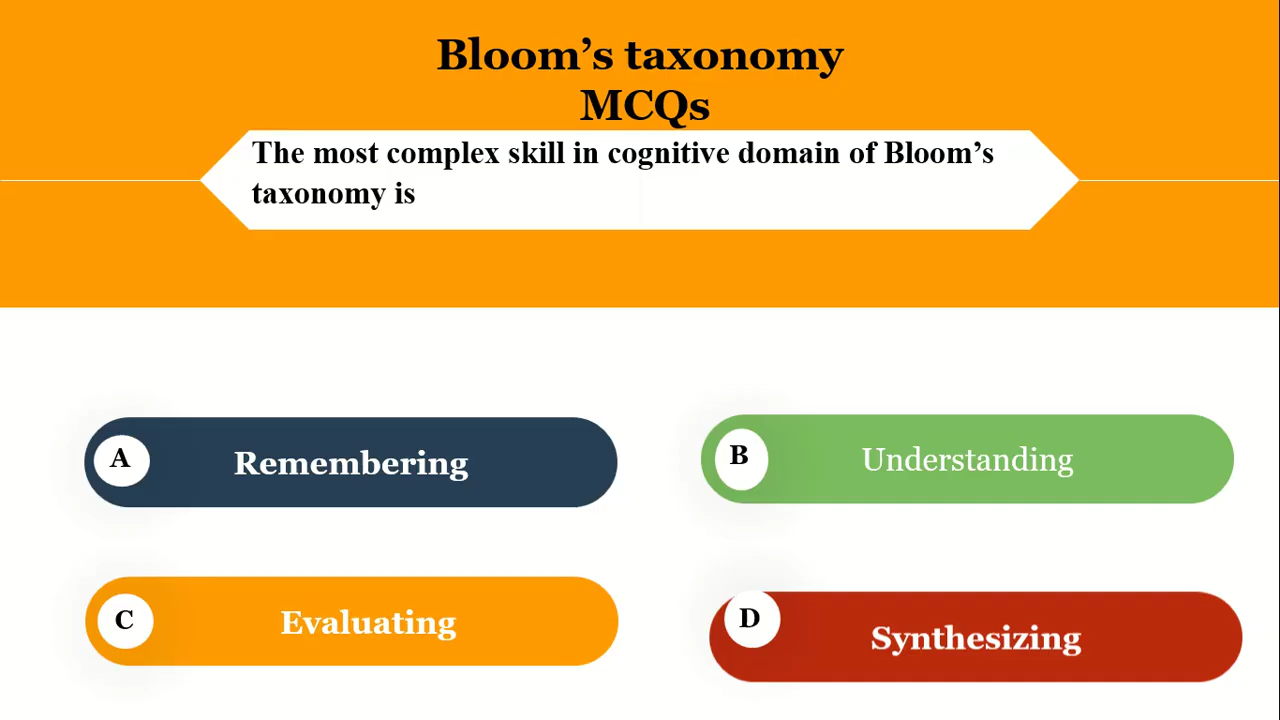 Bloom’s taxonomy
MCQs
The most complex skill in cognitive domain of Bloom’s
taxonomy is
A Remembering
B Understanding
C Evaluating
D Synthesizing